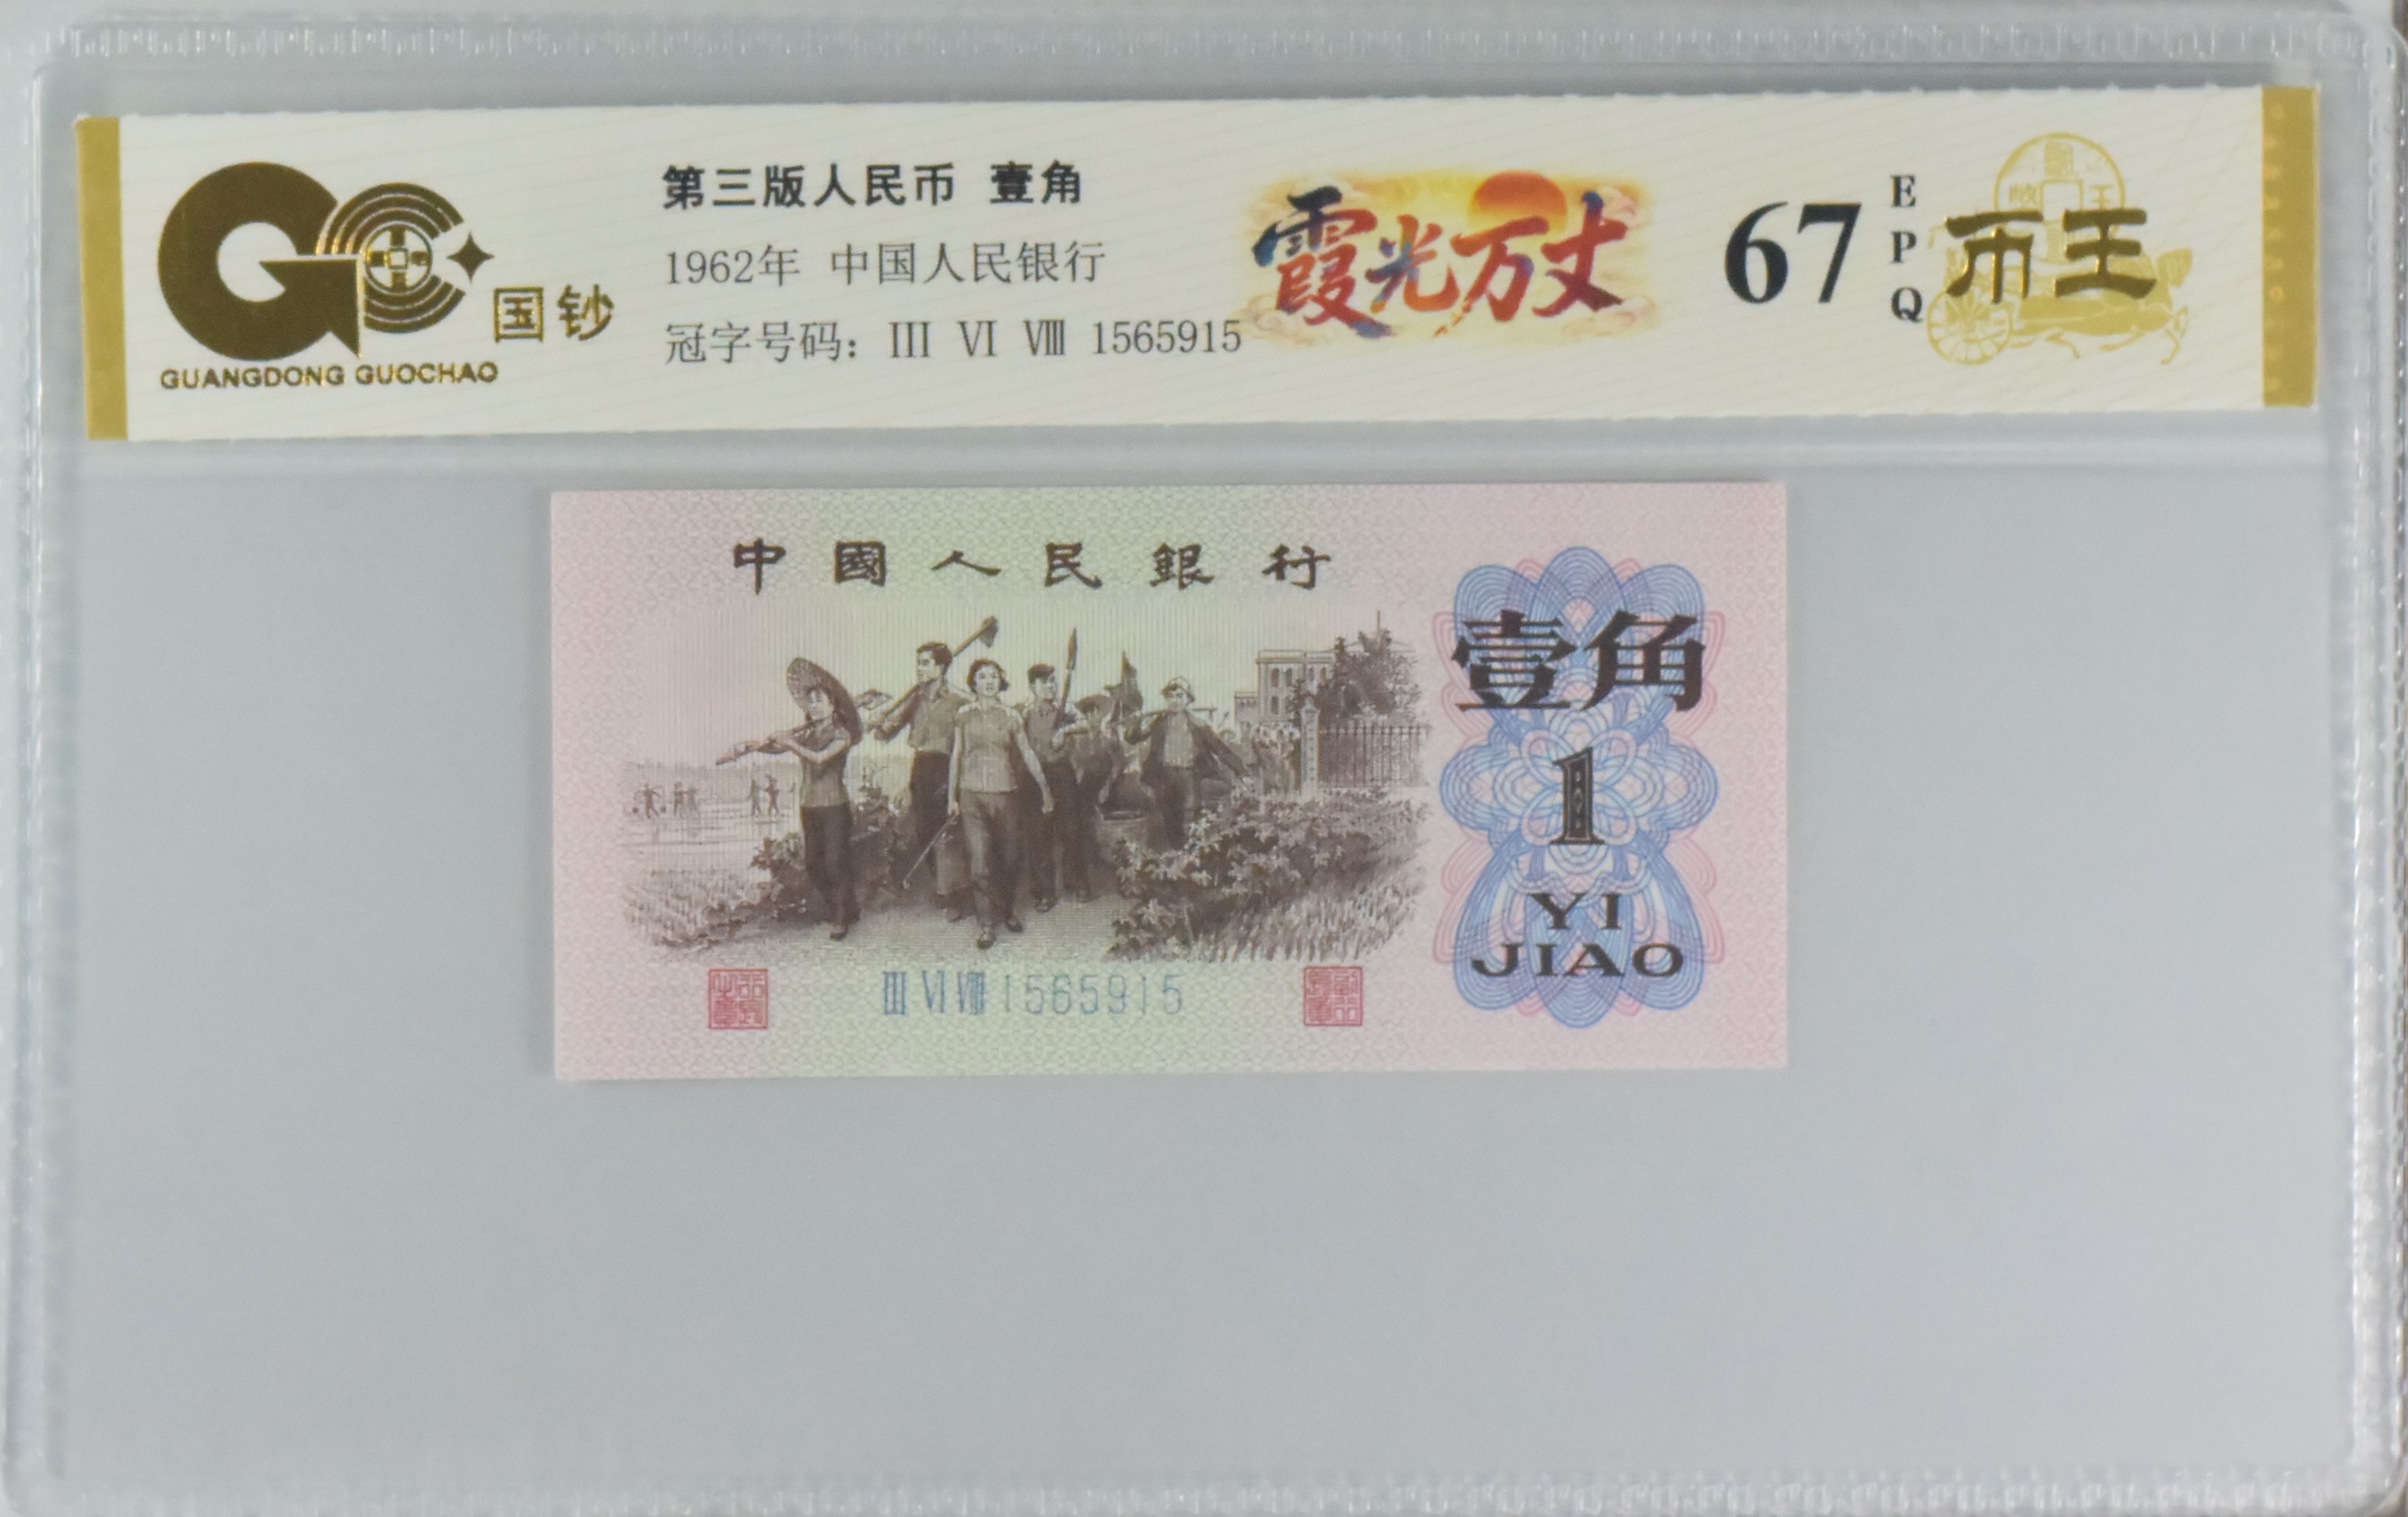 第三版人民币 壹角
1962年 中国人民银行
冠字号码：III VI VIII 1565915
国钞
GUANGDONG GUOCHAO
霞光万丈
67
EPQ
币王
中國人民銀行
壹角
1
YI
JIAO
III VI VIII 1565915